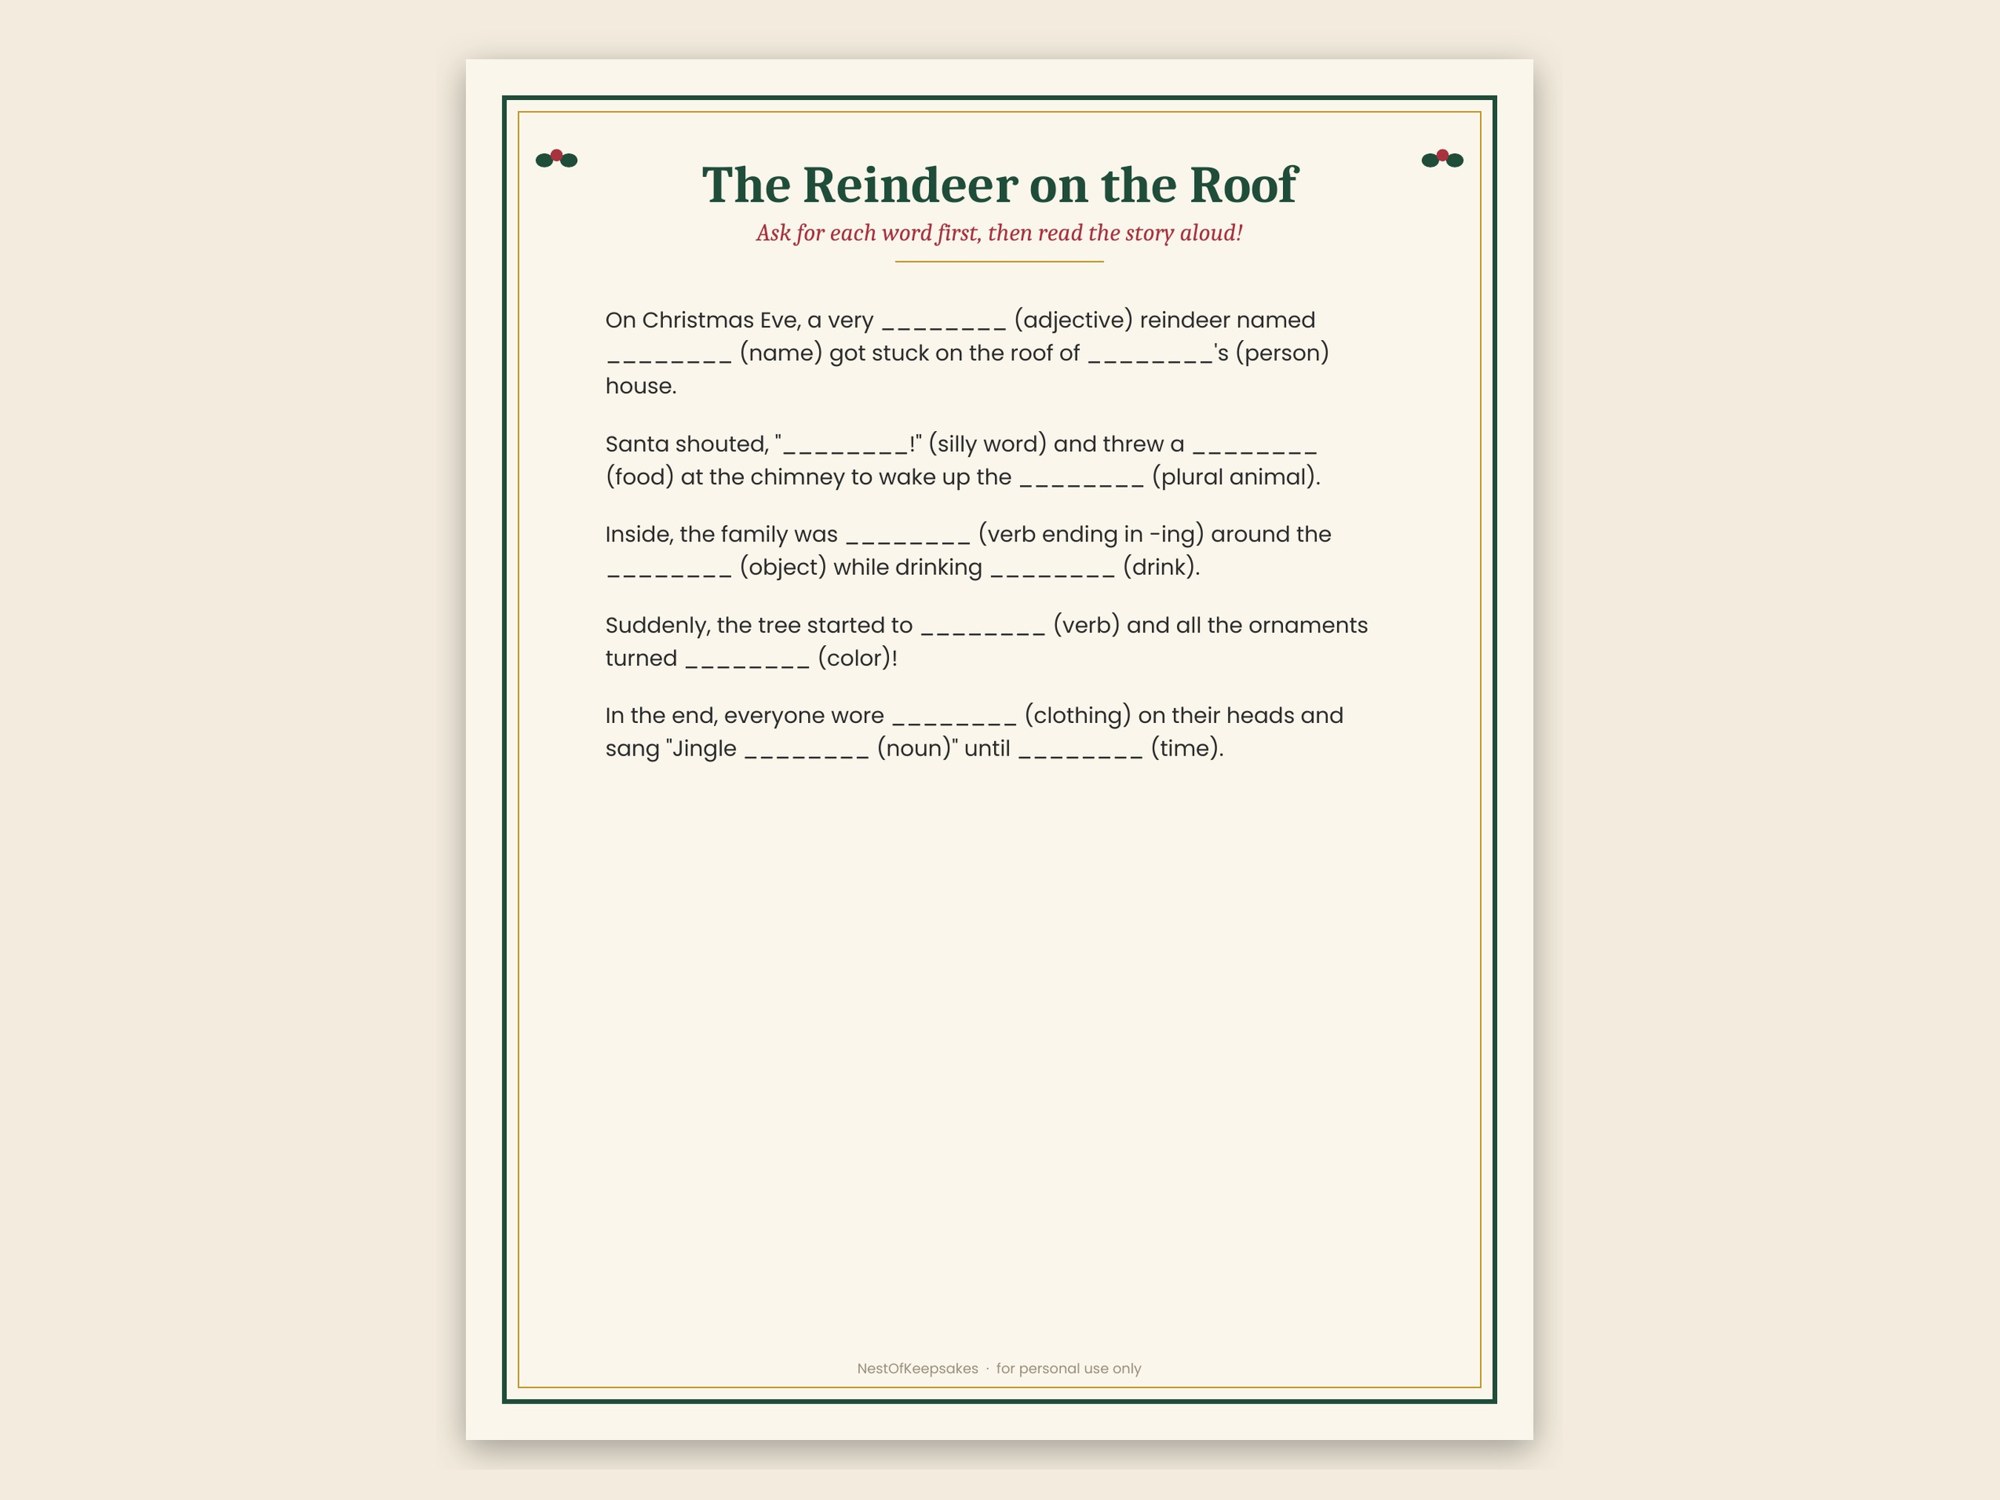 The Reindeer on the Roof
Ask for each word first, then read the story aloud!
On Christmas Eve, a very ________ (adjective) reindeer named
________ (name) got stuck on the roof of ________'s (person)
house.
Santa shouted, "________!" (silly word) and threw a ________
(food) at the chimney to wake up the ________ (plural animal).
Inside, the family was ________ (verb ending in -ing) around the
________ (object) while drinking ________ (drink).
Suddenly, the tree started to ________ (verb) and all the ornaments
turned ________ (color)!
In the end, everyone wore ________ (clothing) on their heads and
sang "Jingle ________ (noun)" until ________ (time).
NestOfKeepsakes · for personal use only